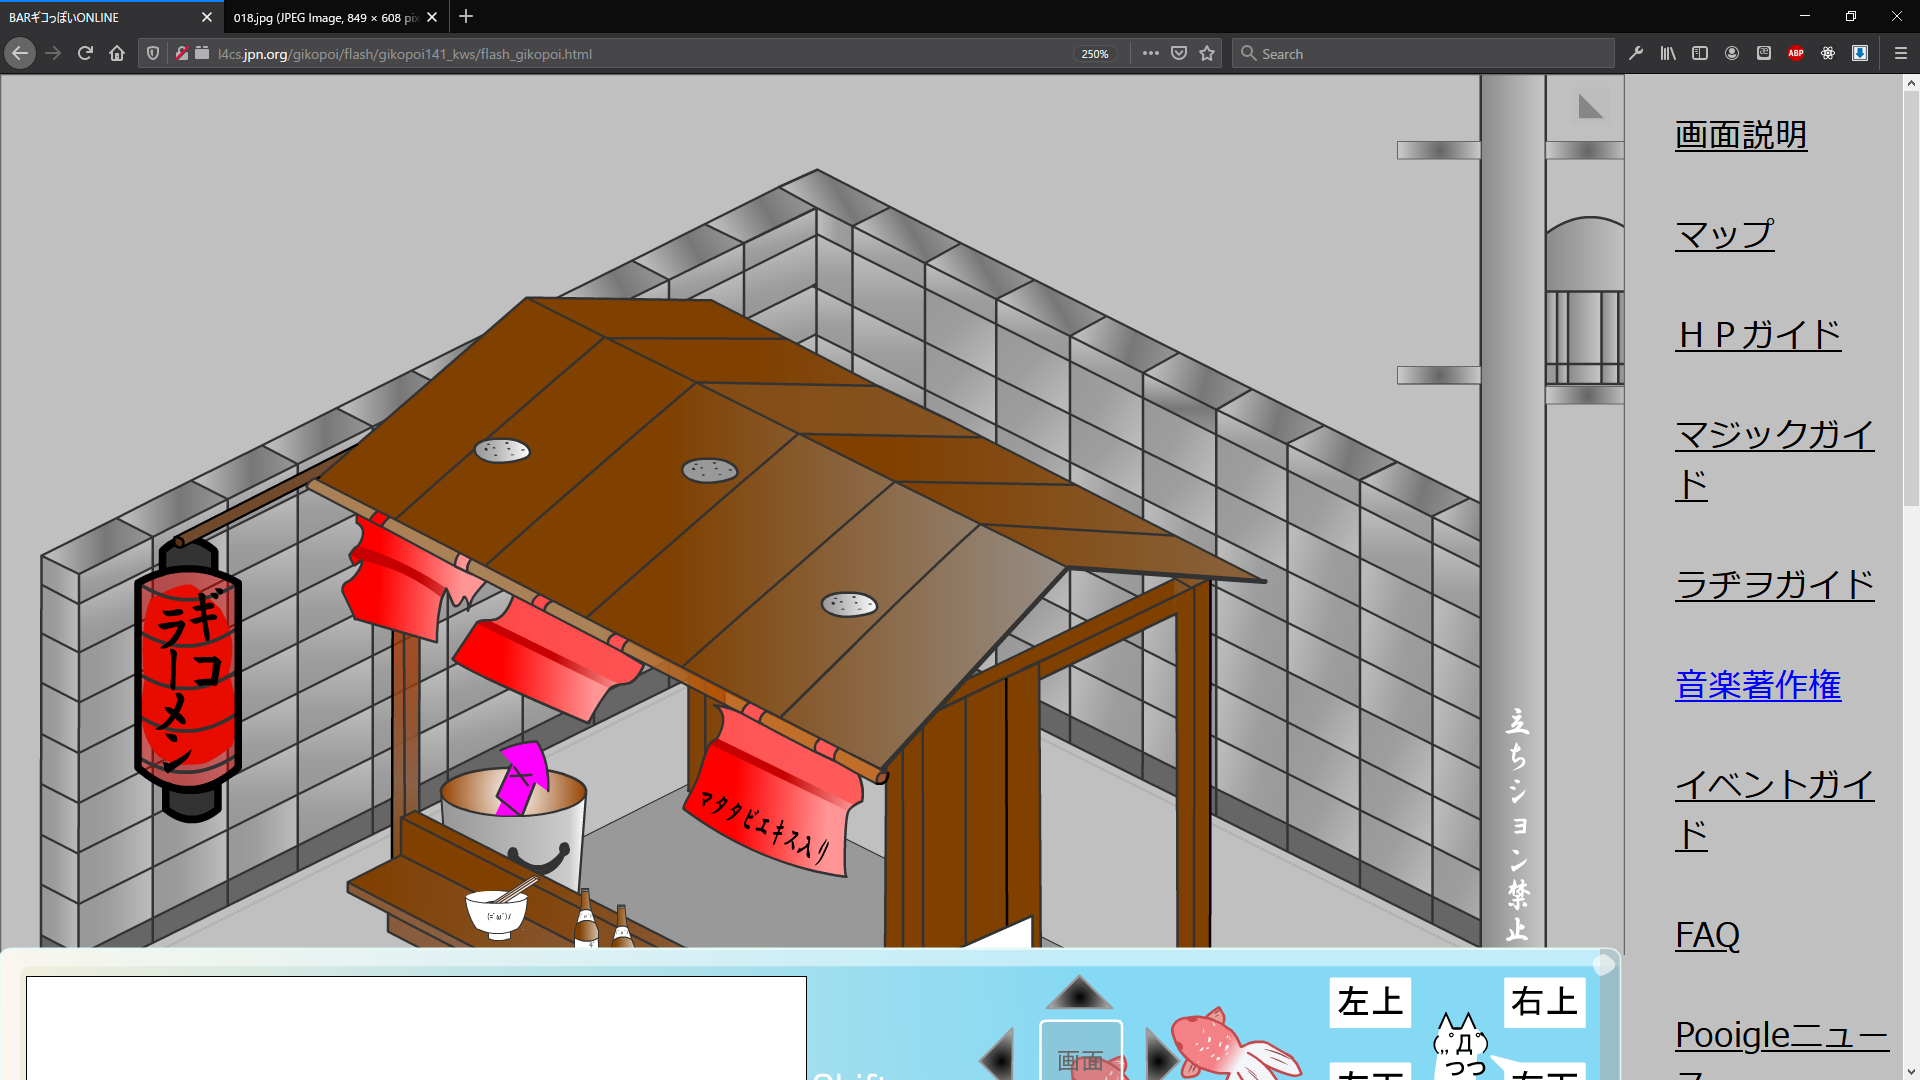 BARギコっぽいONLINE
018.jpg (JPEG Image, 849 × 608 pix
l4cs.jpn.org/gikopoi/flash/gikopoi141_kws/flash_gikopoi.html
250%
Search
ABP
画面説明
マップ
ＨＰガイド
マジックガイ
ド
ラヂヲガイド
音楽著作権
イベントガイ
ド
FAQ
Pooigleニュー
ギコ
ラーメン
マタタビエキス入り
立ちション禁止
(=ﾟωﾟ)ﾉ
左上
右上
画面
Shift
つつ